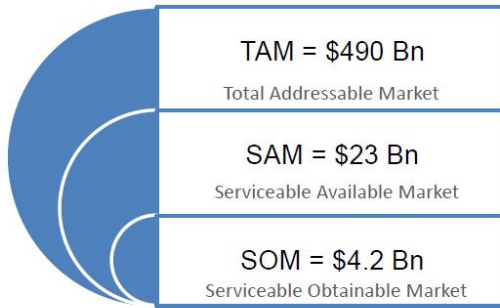 TAM = $490 Bn
Total Addressable Market
SAM = $23 Bn
Serviceable Available Market
SOM = $4.2 Bn
Serviceable Obtainable Market